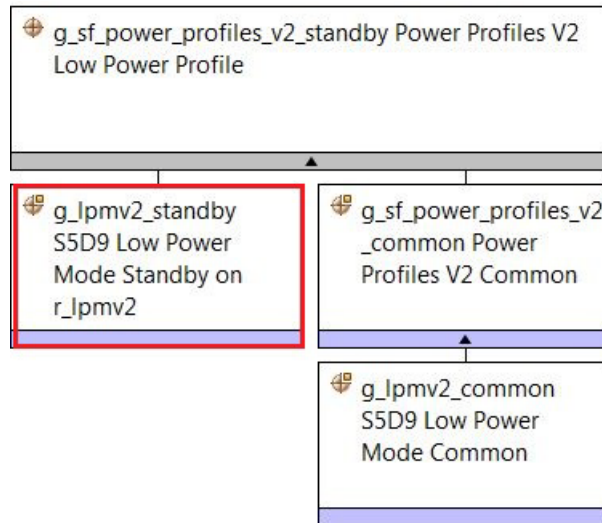 g_sf_power_profiles_v2_standby Power Profiles V2
Low Power Profile
g_lpmv2_standby
S5D9 Low Power
Mode Standby on
r_lpmv2
g_sf_power_profiles_v2
_common Power
Profiles V2 Common
g_lpmv2_common
S5D9 Low Power
Mode Common